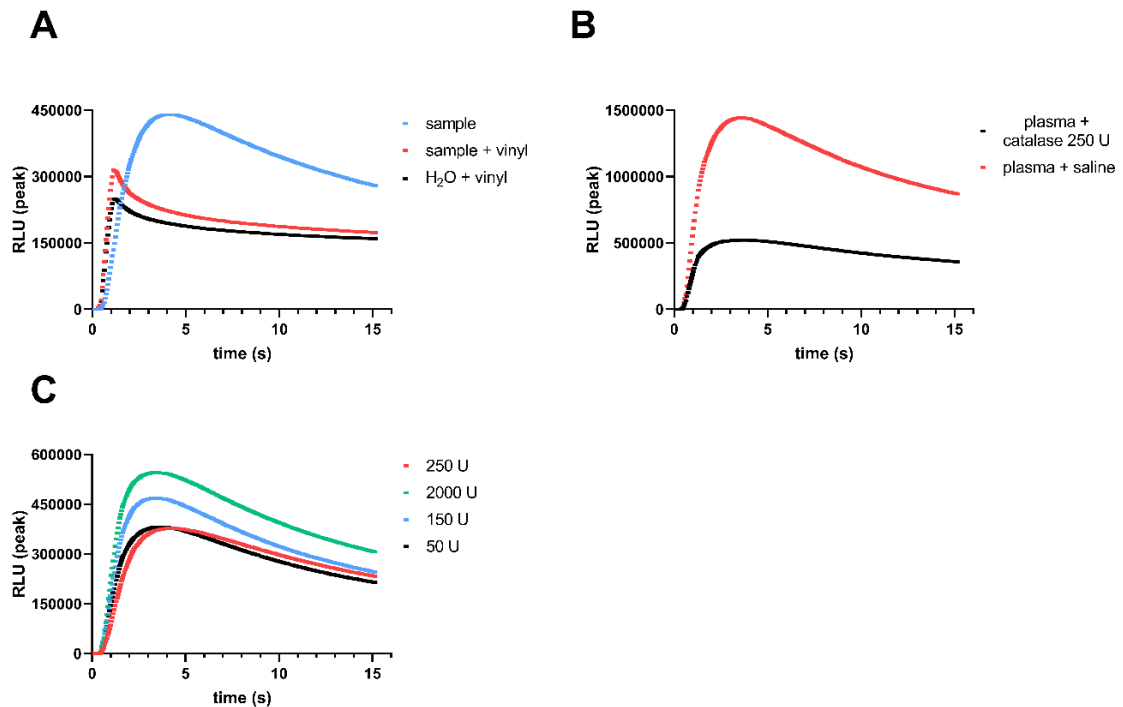 A
RLU (peak)
450000
300000
150000
0
0
5
10
15
time (s)
sample
sample + vinyl
H₂O + vinyl
B
RLU (peak)
1500000
1000000
500000
0
0
5
10
15
time (s)
plasma +
catalase 250 U
plasma + saline
C
RLU (peak)
600000
450000
300000
150000
0
0
5
10
15
time (s)
250 U
2000 U
150 U
50 U